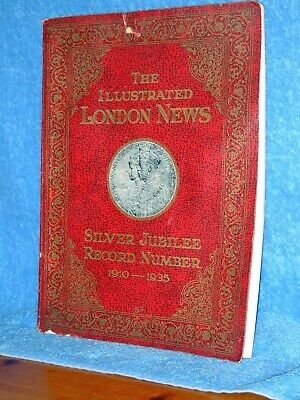 THE
ILLUSTRATED
LONDON NEWS
SILVER JUBILEE
RECORD NUMBER
1910—1935